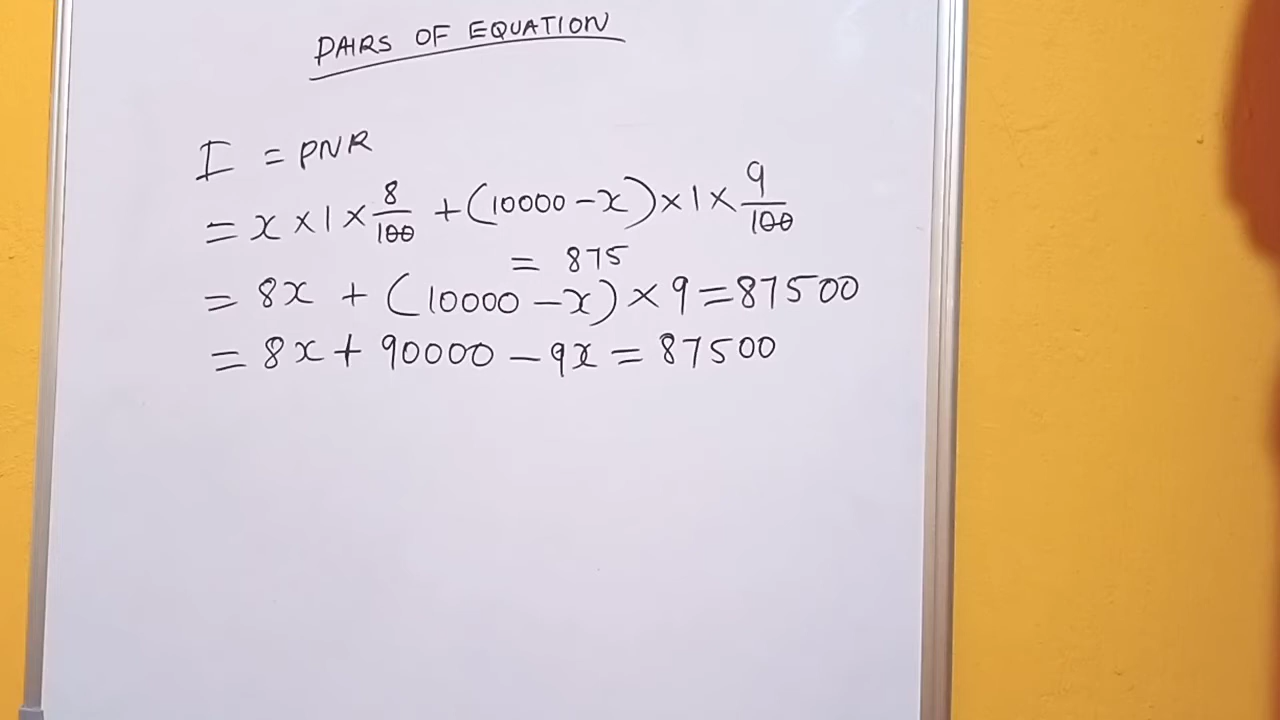 PAIRS OF EQUATION
I = PNR
= x × 1 × 8/100 + (10000 - x) × 1 × 9/100
= 875
= 8x + (10000 - x) × 9 = 87500
= 8x + 90000 - 9x = 87500